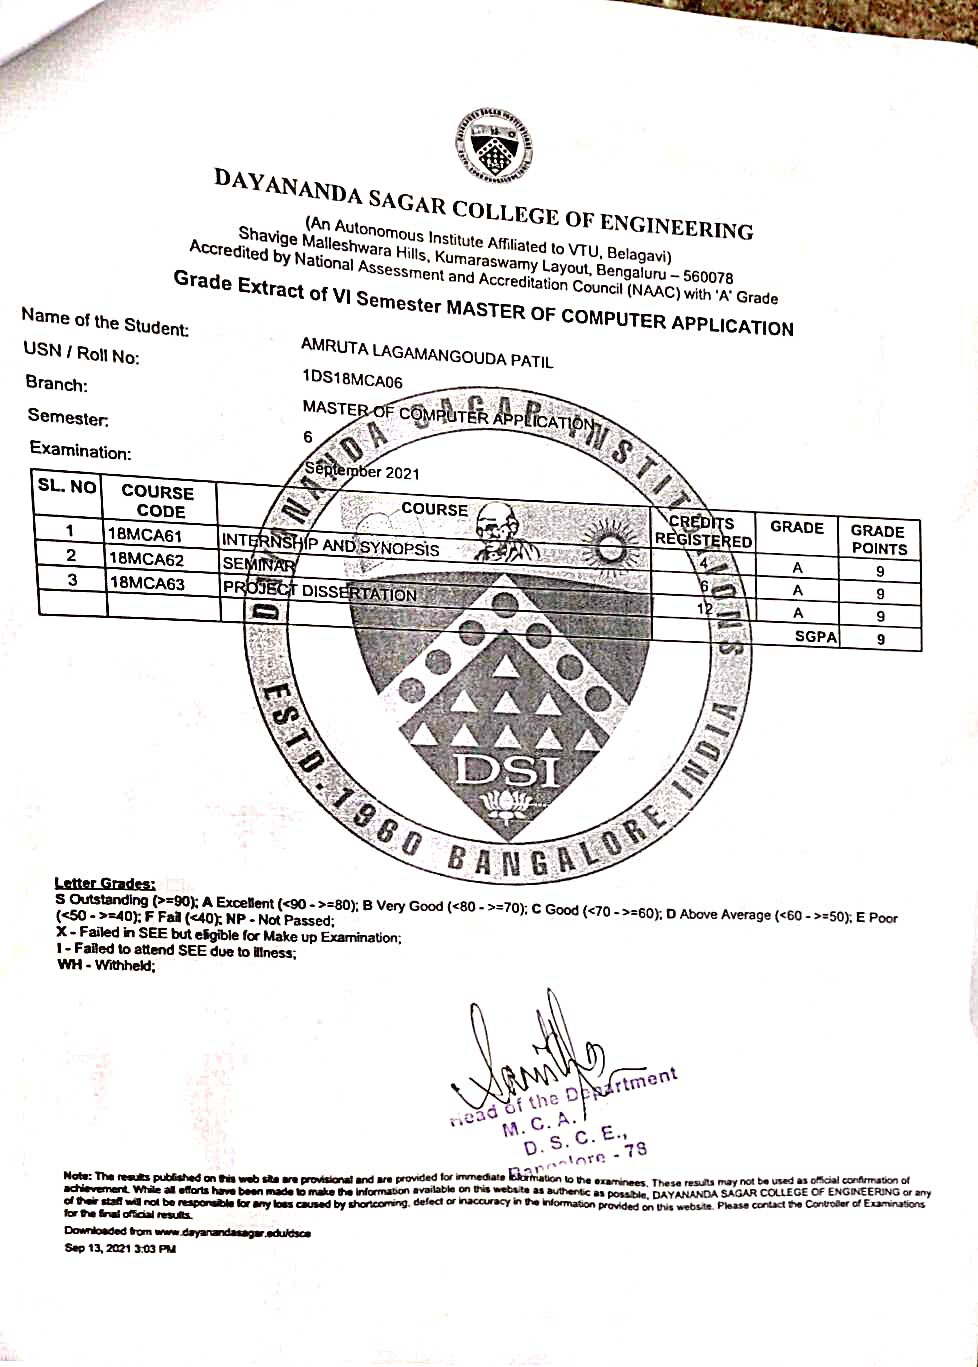 DAYANANDA SAGAR COLLEGE OF ENGINEERING
(An Autonomous Institute Affiliated to VTU, Belagavi)
Shavige Malleshwara Hills, Kumaraswamy Layout, Bengaluru – 560078
Accredited by National Assessment and Accreditation Council (NAAC) with 'A' Grade
Grade Extract of VI Semester MASTER OF COMPUTER APPLICATION
Name of the Student: AMRUTA LAGAMANGOUDA PATIL
USN / Roll No: 1DS18MCA06
Branch: MASTER OF COMPUTER APPLICATION
Semester: 6
Examination: September 2021
SL. NO COURSE CODE COURSE CREDITS REGISTERED GRADE GRADE POINTS
1 18MCA61 INTERNSHIP AND SYNOPSIS 4 A 9
2 18MCA62 SEMINAR 6 A 9
3 18MCA63 PROJECT DISSERTATION 12 A 9
SGPA 9
DSI
ESTD. 1960 BANGALORE INDIA
Letter Grades:
S Outstanding (>=90); A Excellent (<90 - >=80); B Very Good (<80 - >=70); C Good (<70 - >=60); D Above Average (<60 - >=50); E Poor
(<50 - >=40); F Fail (<40); NP - Not Passed;
X - Failed in SEE but eligible for Make up Examination;
I - Failed to attend SEE due to illness;
WH - Withheld;
Head of the Department
M. C. A.
D. S. C. E.,
Bangalore - 78
Note: The results published on this web site are provisional and are provided for immediate information to the examinees. These results may not be used as official confirmation of
achievement. While all efforts have been made to make the information available on this website as authentic as possible, DAYANANDA SAGAR COLLEGE OF ENGINEERING or any
of their staff will not be responsible for any loss caused by shortcoming, defect or inaccuracy in the information provided on this website. Please contact the Controller of Examinations
for the final official results.
Downloaded from www.dayanandasagar.edu/dsce
Sep 13, 2021 3:03 PM